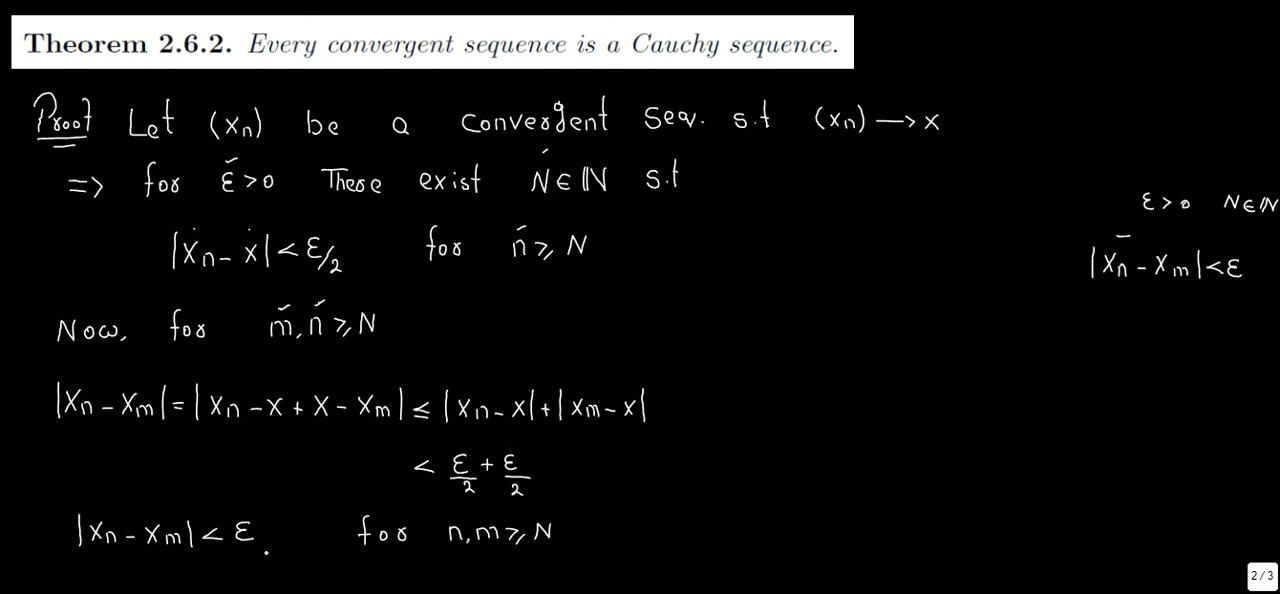 Theorem 2.6.2. Every convergent sequence is a Cauchy sequence.
Proof Let (xn) be a convergent seq. s.t (xn) → x
=> for ε > 0 There exist N ∈ ℕ s.t
|xn - x| < ε/2 for n ≥ N
ε > 0 N ∈ ℕ
|xn - xm| < ε
Now, for m, n ≥ N
|xn - xm| = |xn - x + x - xm| ≤ |xn - x| + |xm - x|
< ε/2 + ε/2
|xn - xm| < ε. for n, m ≥ N
2 / 3